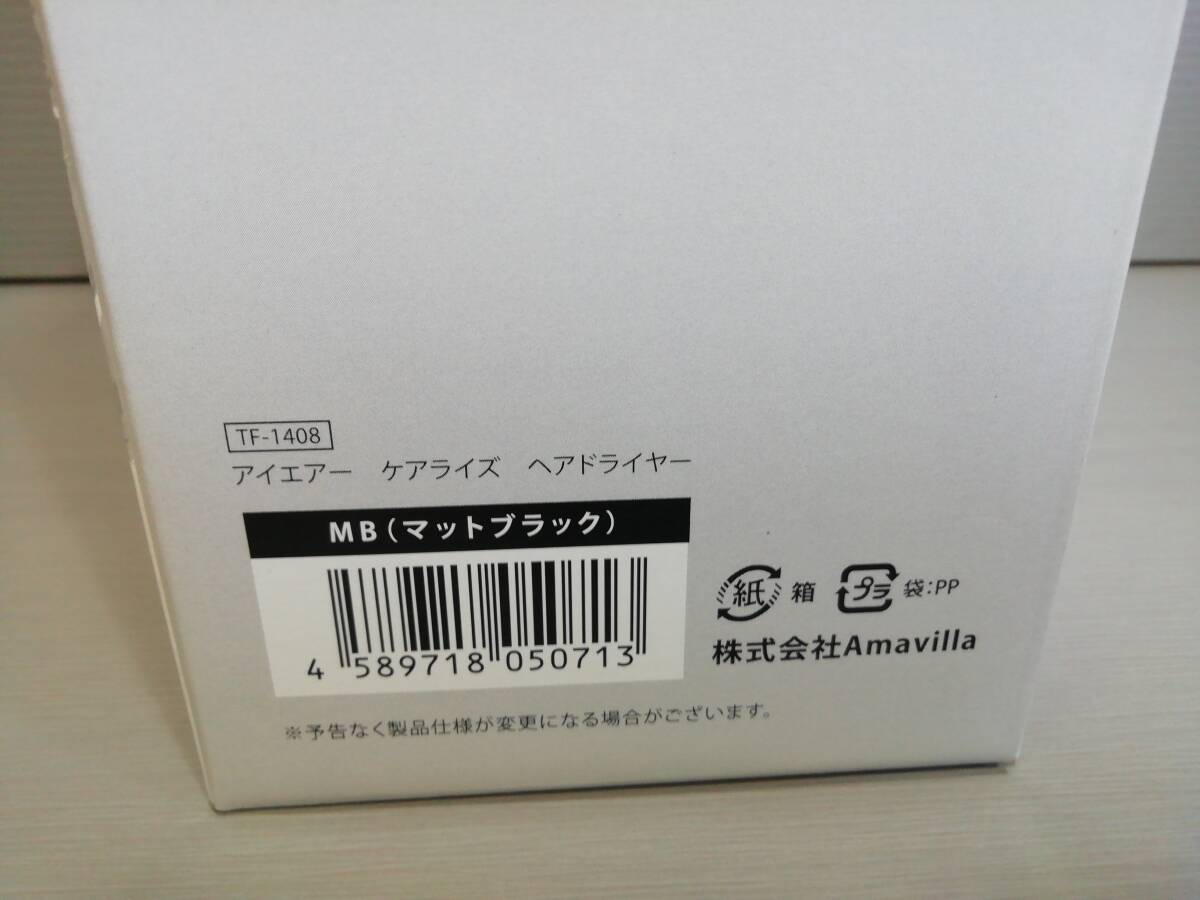 TF-1408
アイエアー　ケアライズ　ヘアドライヤー
MB（マットブラック）
4 589718 050713
紙 箱 プラ 袋：PP
株式会社Amavilla
※予告なく製品仕様が変更になる場合がございます。